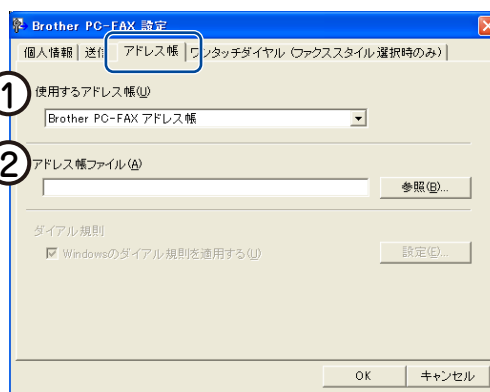 Brother PC-FAX 設定
個人情報 送信 アドレス帳 ワンタッチダイヤル (ファクススタイル選択時のみ)
① 使用するアドレス帳(U)
Brother PC-FAX アドレス帳
② アドレス帳ファイル(A)
参照(B)...
ダイアル規則
Windowsのダイアル規則を適用する(U) 設定(E)...
OK キャンセル